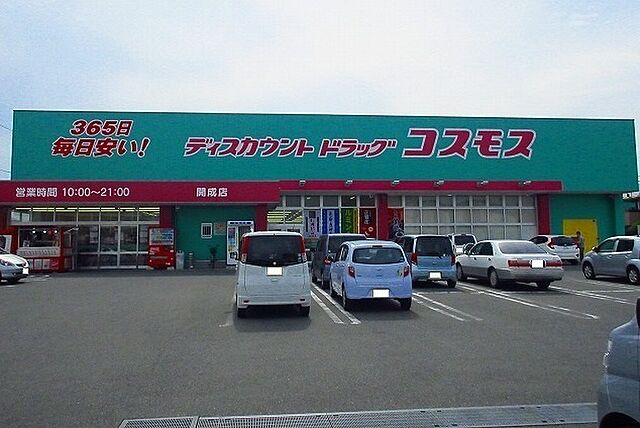 365日
毎日安い!
ディスカウント ドラッグ コスモス
営業時間 10:00～21:00
開成店